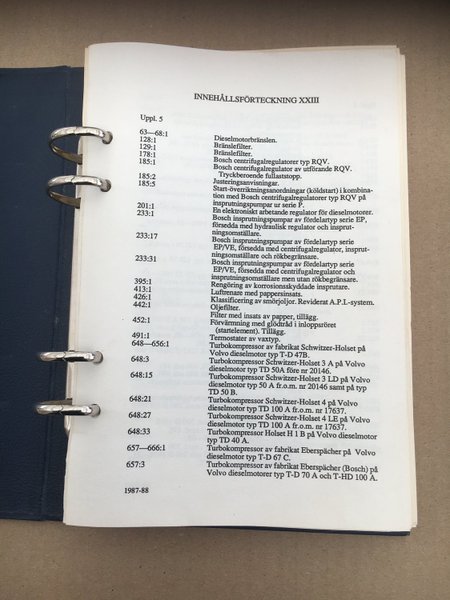 INNEHÅLLSFÖRTECKNING XXIII
Uppl. 5
63—68:1
128:1 Dieselmotorbränslen.
129:1 Bränslefilter.
178:1 Bränslefilter.
185:1 Bosch centrifugalregulatorer typ RQV.
Bosch centrifugalregulator av utförande RQV.
185:2 Tryckberoende fullaststopp.
185:5 Justeringsanvisningar.
Start-överriktningsanordningar (köldstart) i kombina-
tion med Bosch centrifugalregulatorer typ RQV på
201:1 insprutningspumpar ur serie P.
233:1 En elektroniskt arbetande regulator för dieselmotorer.
Bosch insprutningspumpar av fördelartyp serie EP,
försedda med hydraulisk regulator och insprut-
233:17 ningsomställare.
Bosch insprutningspumpar av fördelartyp serie
EP/VE, försedda med centrifugalregulator, insprut-
233:31 ningsomställare och rökbegränsare.
Bosch insprutningspumpar av fördelartyp serie
EP/VE, försedda med centrifugalregulator och
395:1 insprutningsomställare men utan rökbegränsare.
413:1 Rengöring av korrosionsskyddade insprutare.
426:1 Luftrenare med pappersinsats.
442:1 Klassificering av smörjoljor. Reviderat A.P.I.-system.
Oljefilter.
452:1 Filter med insats av papper, tillägg.
Förvärmning med glödtråd i inloppsröret
491:1 (startelement). Tillägg.
648—656:1 Termostater av vaxtyp.
Turbokompressor av fabrikat Schwitzer-Holset på
648:3 Volvo dieselmotor typ T-D 47B.
Turbokompressor Schwitzer-Holset 3 A på Volvo
648:15 dieselmotor typ TD 50A före nr 20146.
Turbokompressor Schwitzer-Holset 3 LD på Volvo
dieselmotor typ 50 A fr.o.m. nr 20146 samt på typ
TD 50 B.
648:21 Turbokompressor Schwitzer-Holset 4 på Volvo
dieselmotor typ TD 100 A fr.o.m. nr 17637.
648:27 Turbokompressor Schwitzer-Holset 4 LE på Volvo
dieselmotor typ TD 100 A fr.o.m. nr 17637.
648:33 Turbokompressor Holset H 1 B på Volvo dieselmotor
typ TD 40 A.
657—666:1 Turbokompressor av fabrikat Eberspächer på Volvo
dieselmotor typ T-D 67 C.
657:3 Turbokompressor av fabrikat Eberspächer (Bosch) på
Volvo dieselmotorer typ T-D 70 A och T-HD 100 A.
1987-88